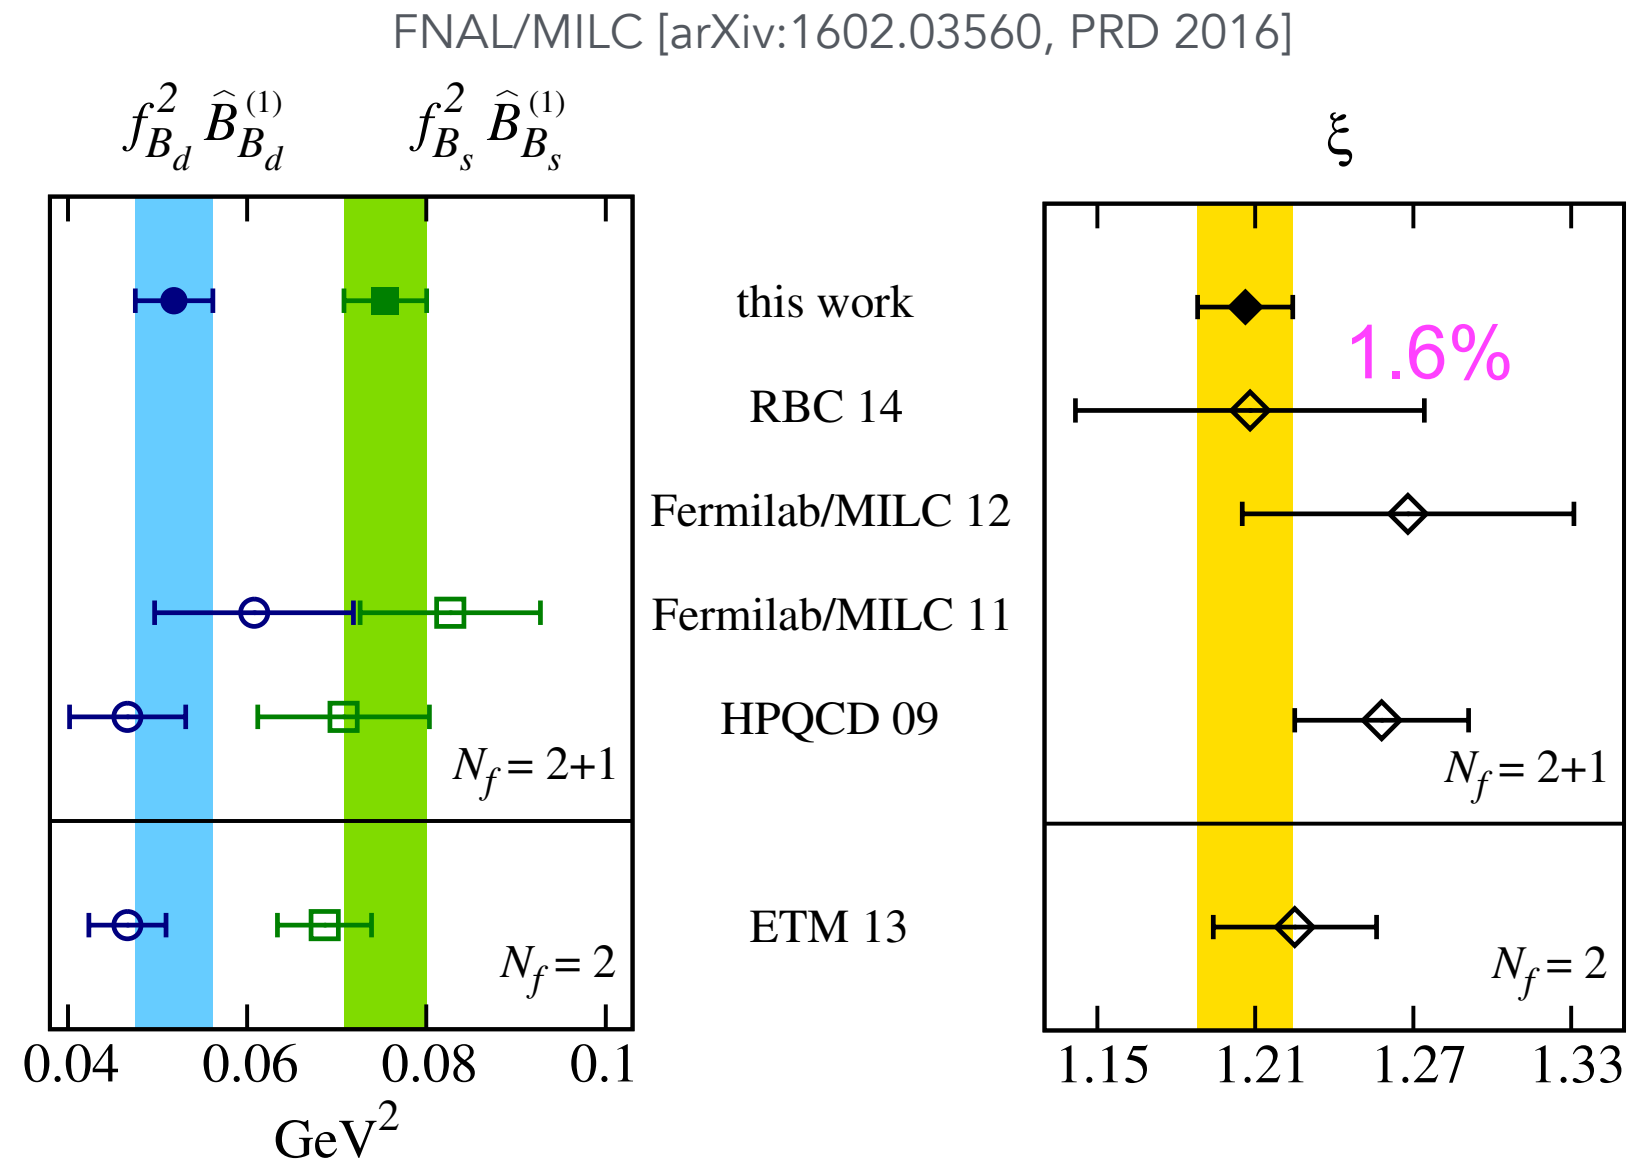 FNAL/MILC [arXiv:1602.03560, PRD 2016]
f²_{B_d} B̂^{(1)}_{B_d}
f²_{B_s} B̂^{(1)}_{B_s}
ξ
this work
1.6%
RBC 14
Fermilab/MILC 12
Fermilab/MILC 11
HPQCD 09
N_f = 2+1
N_f = 2+1
ETM 13
N_f = 2
N_f = 2
0.04 0.06 0.08 0.1
1.15 1.21 1.27 1.33
GeV²